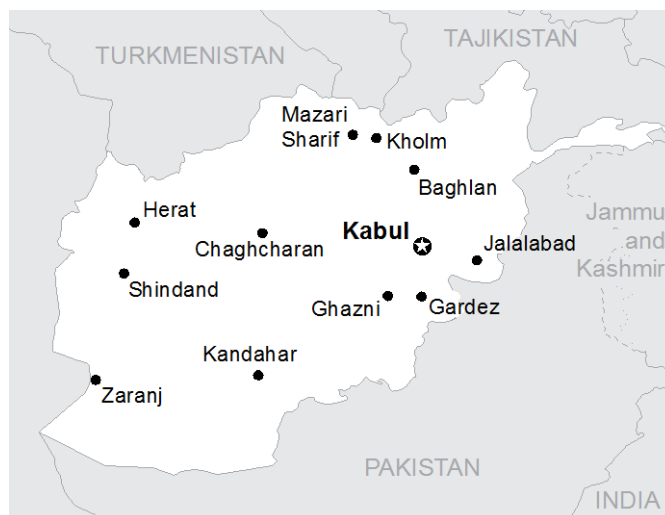 TAJIKISTAN
TURKMENISTAN
Mazari
Sharif
Kholm
Baghlan
Herat
Jammu
and
Kashmir
Kabul
Chaghcharan
Jalalabad
Shindand
Ghazni
Gardez
Kandahar
Zaranj
PAKISTAN
INDIA